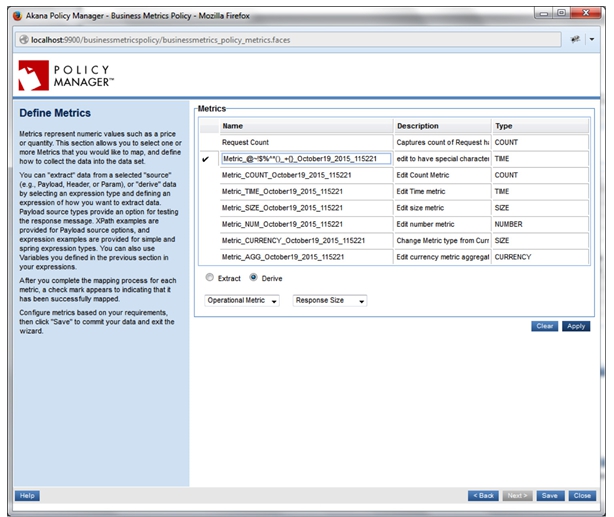 Akana Policy Manager - Business Metrics Policy - Mozilla Firefox
localhost:9900/businessmetricspolicy/businessmetrics_policy_metrics.faces
POLICY
MANAGER™
Define Metrics
Metrics represent numeric values such as a price
or quantity. This section allows you to select one or
more Metrics that you would like to map, and define
how to collect the data into the data set.
You can "extract" data from a selected "source"
(e.g., Payload, Header, or Param), or "derive" data
by selecting an expression type and defining an
expression of how you want to extract data.
Payload source types provide an option for testing
the response message. XPath examples are
provided for Payload source options, and
expression examples are provided for simple and
spring expression types. You can also use
Variables you defined in the previous section in
your expressions.
After you complete the mapping process for each
metric, a check mark appears to indicating that it
has been successfully mapped.
Configure metrics based on your requirements,
then click "Save" to commit your data and exit the
wizard.
Metrics
Name Description Type
Request Count Captures count of Request h COUNT
✔ Metric_@~!$%^^()_+{}_October19_2015_115221 edit to have special character TIME
Metric_COUNT_October19_2015_115221 Edit Count Metric COUNT
Metric_TIME_October19_2015_115221 Edit Time metric TIME
Metric_SIZE_October19_2015_115221 Edit size metric SIZE
Metric_NUM_October19_2015_115221 Edit number metric NUMBER
Metric_CURRENCY_October19_2015_115221 Change Metric type from Curr SIZE
Metric_AGG_October19_2015_115221 Edit currency metric aggregat CURRENCY
Extract Derive
Operational Metric Response Size
Clear Apply
Help < Back Next > Save Close